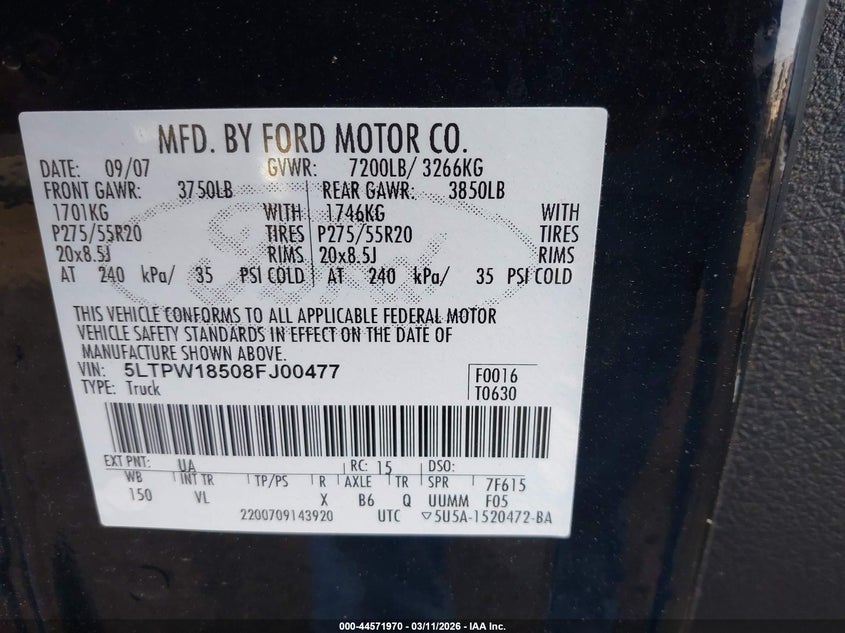 MFD. BY FORD MOTOR CO.
DATE: 09/07 GVWR: 7200LB/ 3266KG
FRONT GAWR: 3750LB REAR GAWR: 3850LB
1701KG WITH 1746KG WITH
P275/55R20 TIRES P275/55R20 TIRES
20x8.5J RIMS 20x8.5J RIMS
AT 240 kPa/ 35 PSI COLD AT 240 kPa/ 35 PSI COLD
THIS VEHICLE CONFORMS TO ALL APPLICABLE FEDERAL MOTOR
VEHICLE SAFETY STANDARDS IN EFFECT ON THE DATE OF
MANUFACTURE SHOWN ABOVE.
VIN: 5LTPW18508FJ00477 F0016
TYPE: Truck T0630
EXT PNT: UA RC: 15 DSO:
WB INT TR TP/PS R AXLE TR SPR 7F615
150 VL X B6 Q UUMM F05
2200709143920 UTC ▽5U5A-1520472-BA
000-44571970 - 03/11/2026 - IAA Inc.